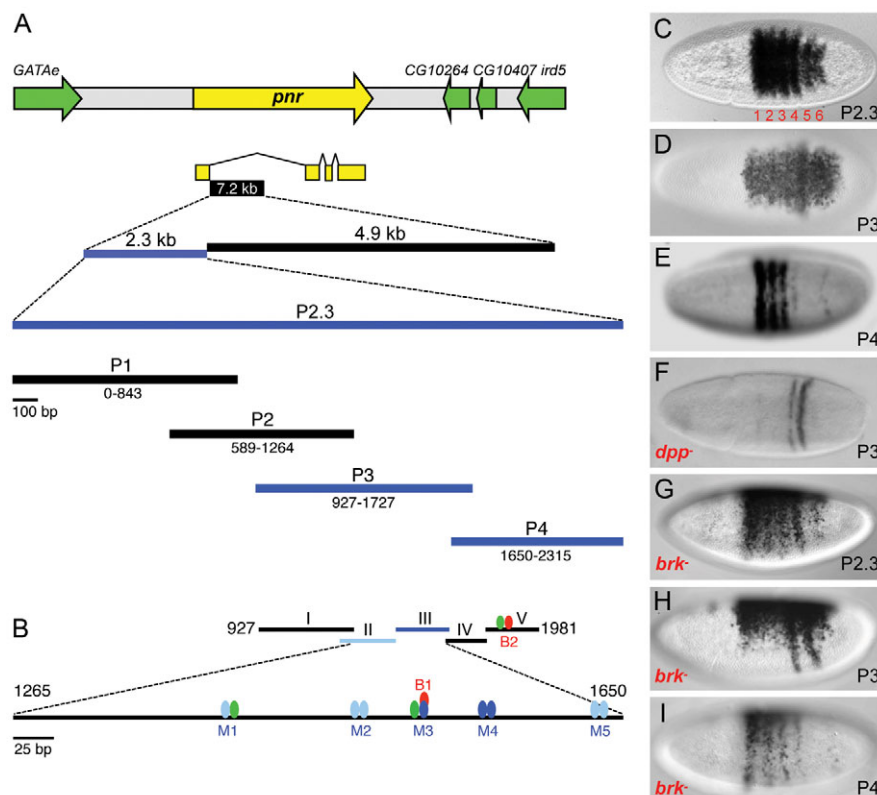 A
GATAe
CG10264 CG10407 ird5
pnr
7.2 kb
2.3 kb
4.9 kb
P2.3
P1
0-843
100 bp
P2
589-1264
P3
927-1727
P4
1650-2315
B
927
I
II
III
IV
V
1981
B2
1265
1650
B1
M1
M2
M3
M4
M5
25 bp
C
1 2 3 4 5 6
P2.3
D
P3
E
P4
F
dpp-
P3
G
brk-
P2.3
H
brk-
P3
I
brk-
P4